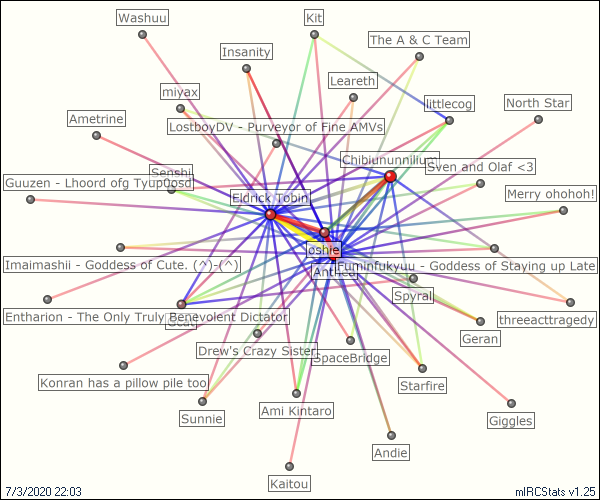 Washuu
Kit
Insanity
The A & C Team
Leareth
miyax
littlecog
North Star
Ametrine
LostboyDV - Purveyor of Fine AMVs
Chibiununnilium
Sven and Olaf <3
Senshi
Guuzen - Lhoord ofg Tyup0osd
Eldrick Tobin
Merry ohohoh!
oshie
Imaimashii - Goddess of Cute. (^)-(^)
Anthea
Fuminfukyuu - Goddess of Staying up Late
Spyral
Entharion - The Only Truly Benevolent Dictator
threeacttragedy
Scat
Geran
Drew's Crazy Sister
SpaceBridge
Konran has a pillow pile too
Starfire
Sunnie
Ami Kintaro
Giggles
Andie
Kaitou
7/3/2020 22:03
mIRCStats v1.25